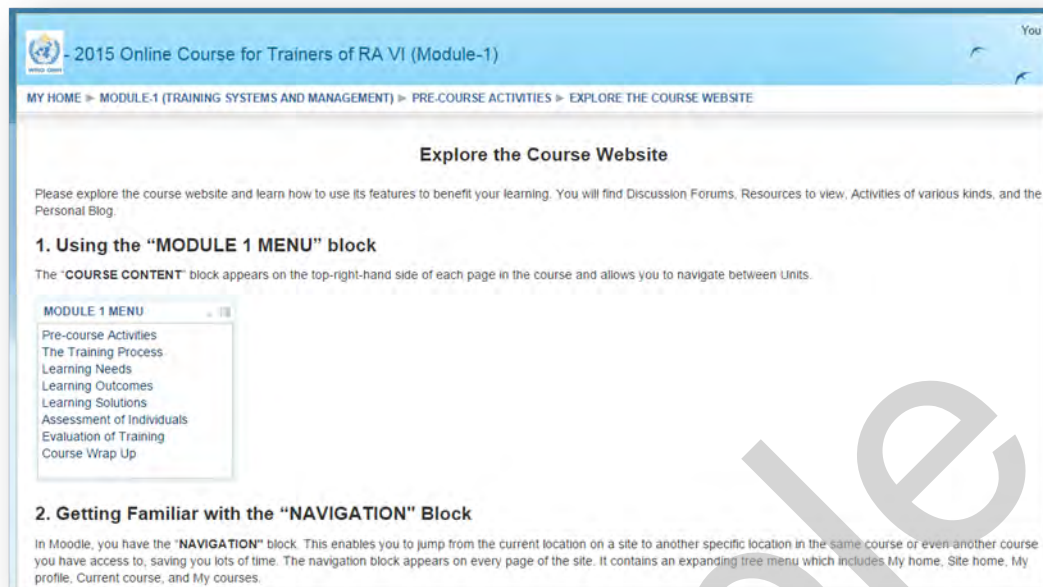 You
- 2015 Online Course for Trainers of RA VI (Module-1)
MY HOME ► MODULE-1 (TRAINING SYSTEMS AND MANAGEMENT) ► PRE-COURSE ACTIVITIES ► EXPLORE THE COURSE WEBSITE
Explore the Course Website
Please explore the course website and learn how to use its features to benefit your learning. You will find Discussion Forums, Resources to view, Activities of various kinds, and the
Personal Blog.
1. Using the “MODULE 1 MENU” block
The “COURSE CONTENT” block appears on the top-right-hand side of each page in the course and allows you to navigate between Units.
MODULE 1 MENU
Pre-course Activities
The Training Process
Learning Needs
Learning Outcomes
Learning Solutions
Assessment of Individuals
Evaluation of Training
Course Wrap Up
2. Getting Familiar with the “NAVIGATION” Block
In Moodle, you have the “NAVIGATION” block. This enables you to jump from the current location on a site to another specific location in the same course or even another course
you have access to, saving you lots of time. The navigation block appears on every page of the site. It contains an expanding tree menu which includes My home, Site home, My
profile, Current course, and My courses.